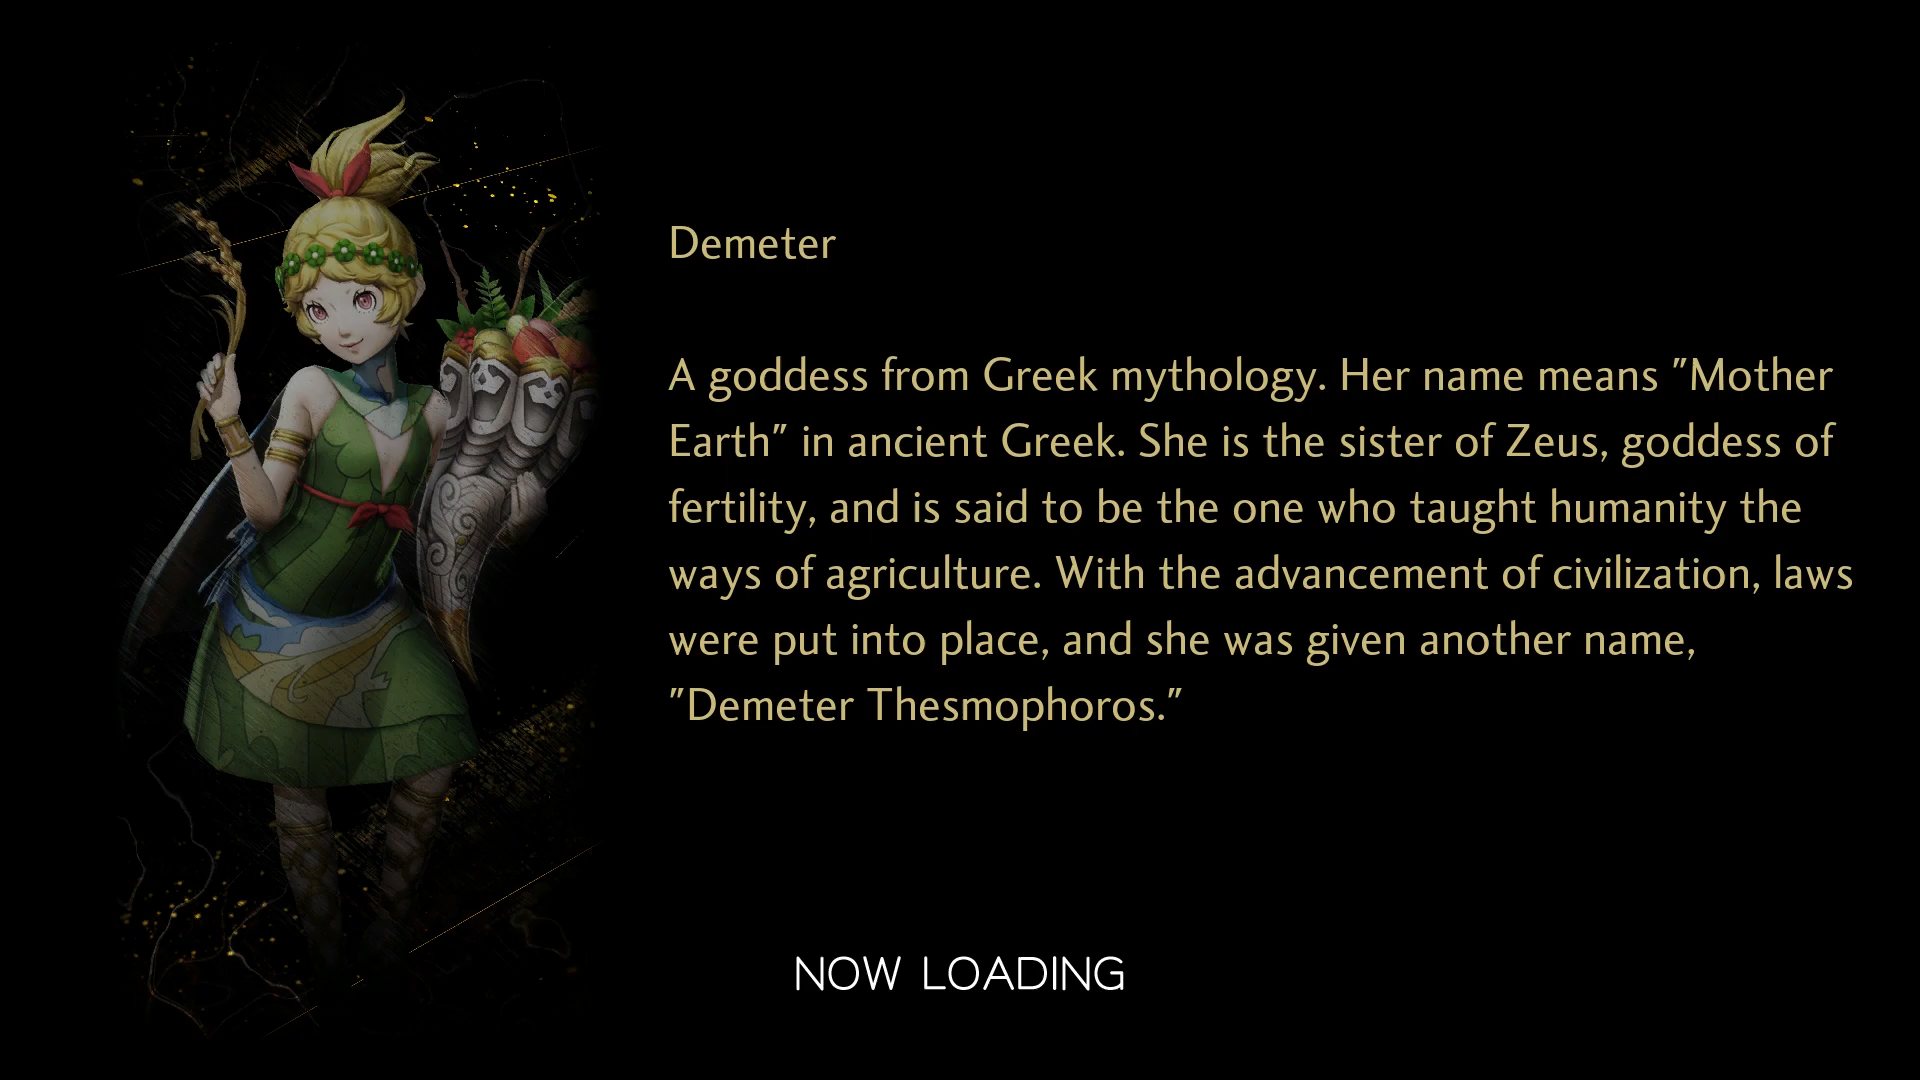 Demeter
A goddess from Greek mythology. Her name means "Mother
Earth" in ancient Greek. She is the sister of Zeus, goddess of
fertility, and is said to be the one who taught humanity the
ways of agriculture. With the advancement of civilization, laws
were put into place, and she was given another name,
"Demeter Thesmophoros."
NOW LOADING